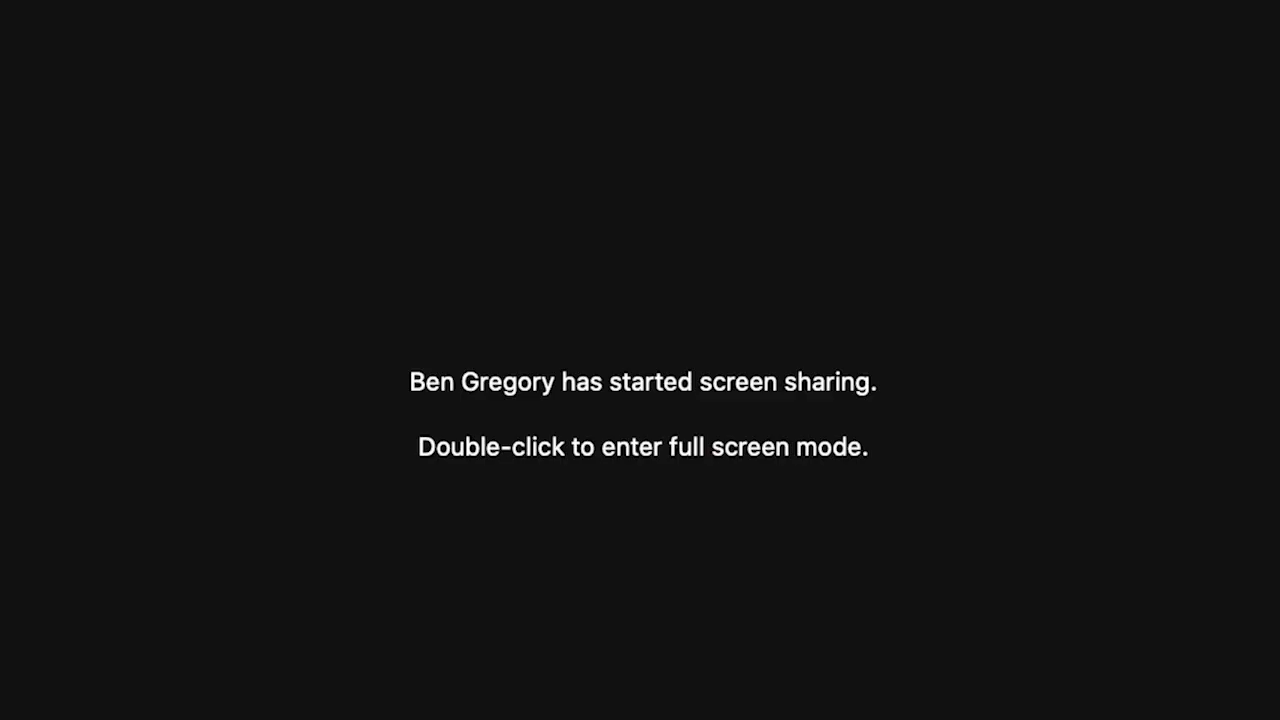 Ben Gregory has started screen sharing.
Double-click to enter full screen mode.